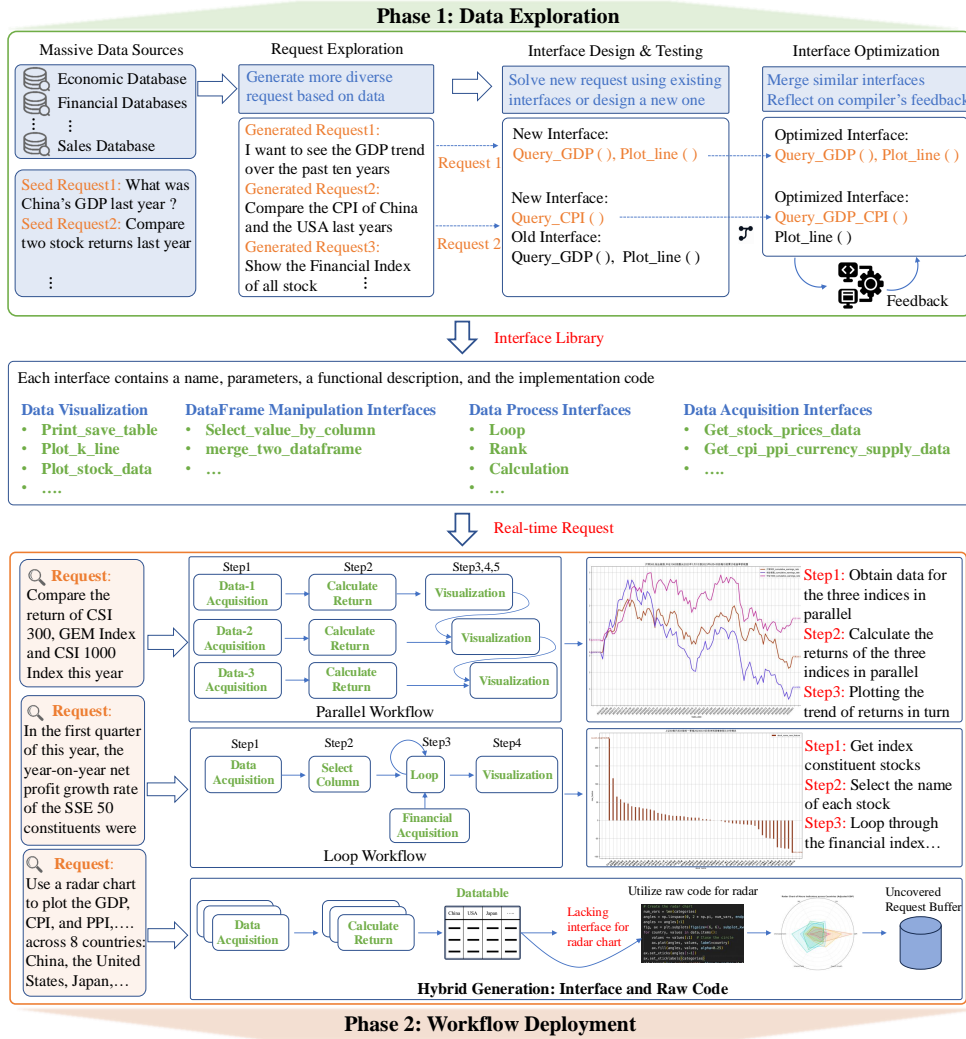 Phase 1: Data Exploration
Massive Data Sources
Economic Database
Financial Databases
⋮ ⋮
Sales Database
Seed Request1: What was
China's GDP last year ?
Seed Request2: Compare
two stock returns last year
⋮
Request Exploration
Generate more diverse
request based on data
Generated Request1:
I want to see the GDP trend
over the past ten years
Generated Request2:
Compare the CPI of China
and the USA last years
Generated Request3:
Show the Financial Index
of all stock ⋮
Request 1
Request 2
Interface Design & Testing
Solve new request using existing
interfaces or design a new one
New Interface:
Query_GDP ( ), Plot_line ( )
New Interface:
Query_CPI ( )
Old Interface:
Query_GDP ( ), Plot_line ( )
Interface Optimization
Merge similar interfaces
Reflect on compiler's feedback
Optimized Interface:
Query_GDP ( ), Plot_line ( )
Optimized Interface:
Query_GDP_CPI ( )
Plot_line ( )
Feedback
Interface Library
Each interface contains a name, parameters, a functional description, and the implementation code
Data Visualization
• Print_save_table
• Plot_k_line
• Plot_stock_data
• ….
DataFrame Manipulation Interfaces
• Select_value_by_column
• merge_two_dataframe
• …
Data Process Interfaces
• Loop
• Rank
• Calculation
• …
Data Acquisition Interfaces
• Get_stock_prices_data
• Get_cpi_ppi_currency_supply_data
• ….
Real-time Request
Request:
Compare the
return of CSI
300, GEM Index
and CSI 1000
Index this year
Step1 Step2 Step3,4,5
Data-1 Acquisition
Calculate Return
Visualization
Data-2 Acquisition
Calculate Return
Visualization
Data-3 Acquisition
Calculate Return
Visualization
Parallel Workflow
Step1: Obtain data for
the three indices in
parallel
Step2: Calculate the
returns of the three
indices in parallel
Step3: Plotting the
trend of returns in turn
Request:
In the first quarter
of this year, the
year-on-year net
profit growth rate
of the SSE 50
constituents were
Step1 Step2 Step3 Step4
Data Acquisition
Select Column
Loop
Visualization
Financial Acquisition
Loop Workflow
Step1: Get index
constituent stocks
Step2: Select the name
of each stock
Step3: Loop through
the financial index…
Request:
Use a radar chart
to plot the GDP,
CPI, and PPI,….
across 8 countries:
China, the United
States, Japan,…
Data Acquisition
Calculate Return
Datatable
China USA Japan ....
Lacking
interface for
radar chart
Utilize raw code for radar
Uncovered
Request Buffer
Hybrid Generation: Interface and Raw Code
Phase 2: Workflow Deployment